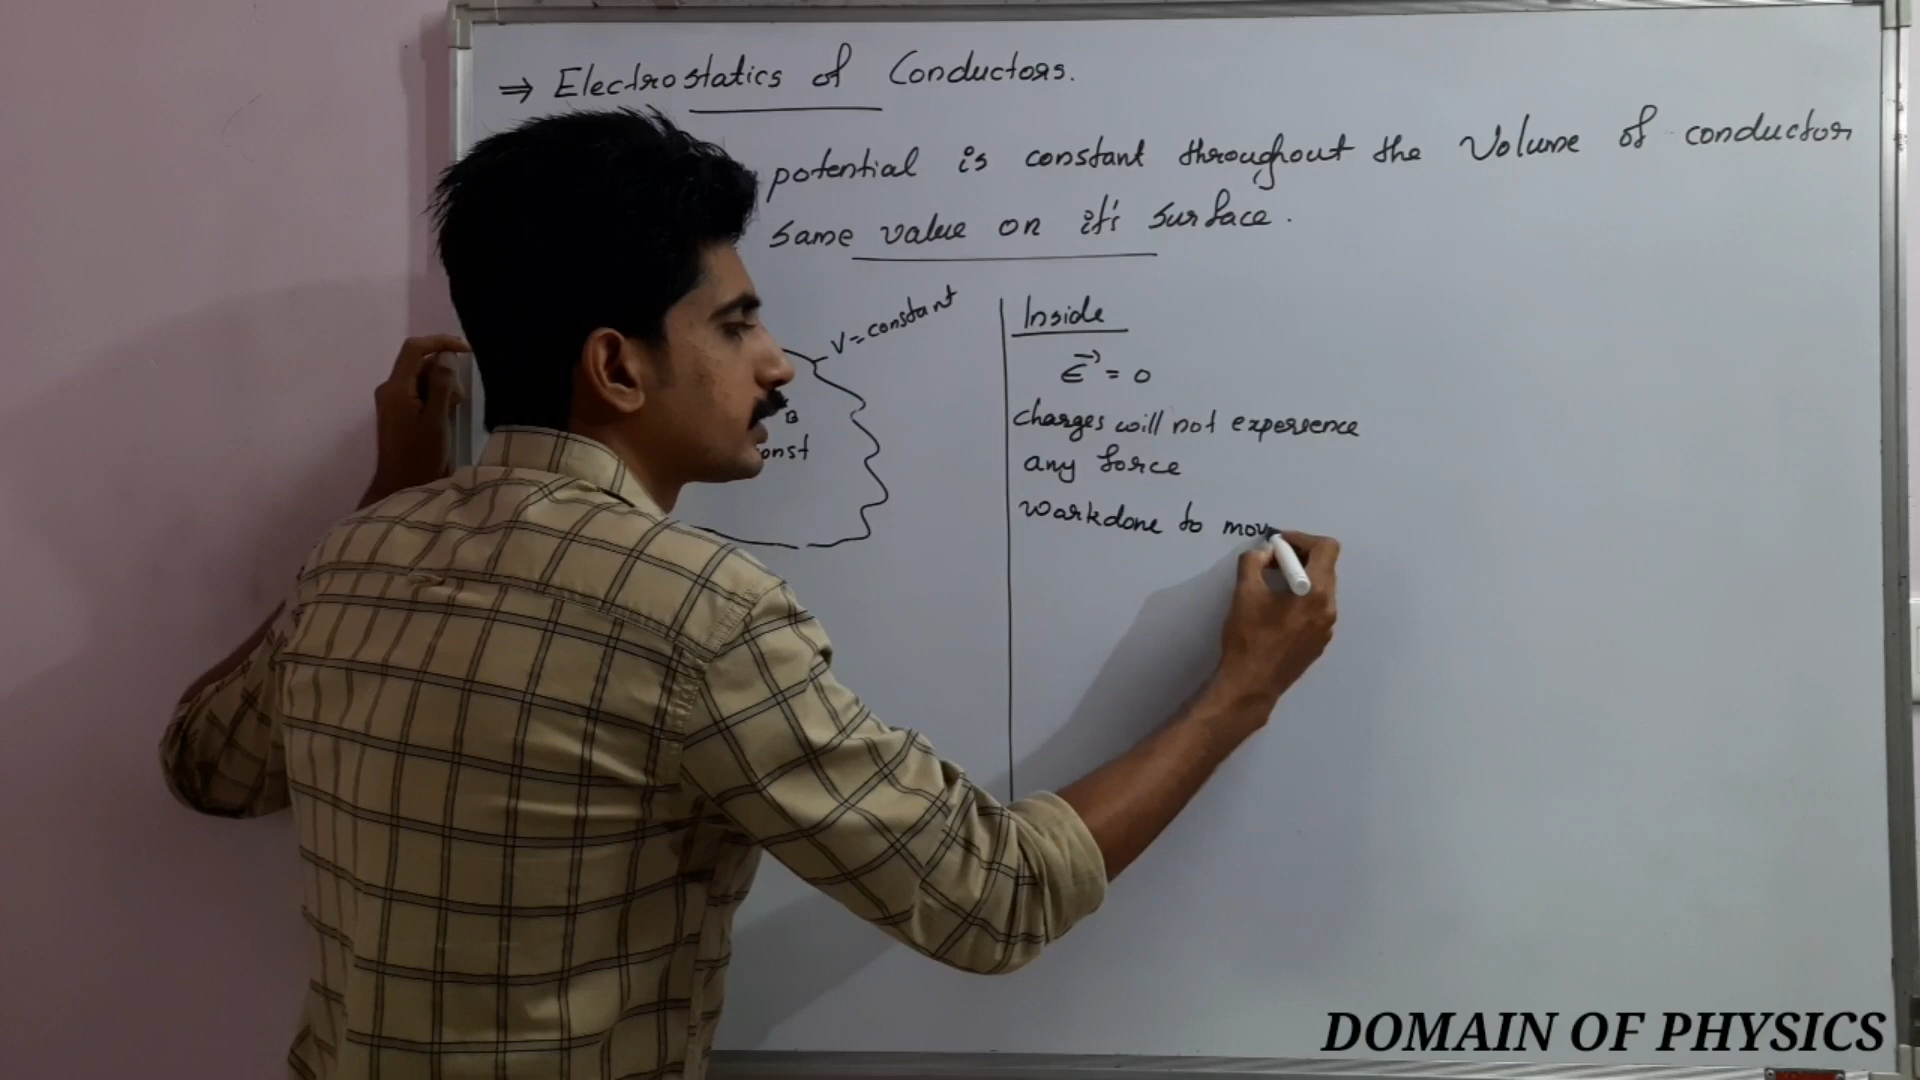 ⇒ Electrostatics of Conductors.
potential is constant throughout the Volume of conductor
same value on it's surface.
V = constant
B
onst
Inside
E⃗ = 0
charges will not experience
any force
workdone to mov
DOMAIN OF PHYSICS